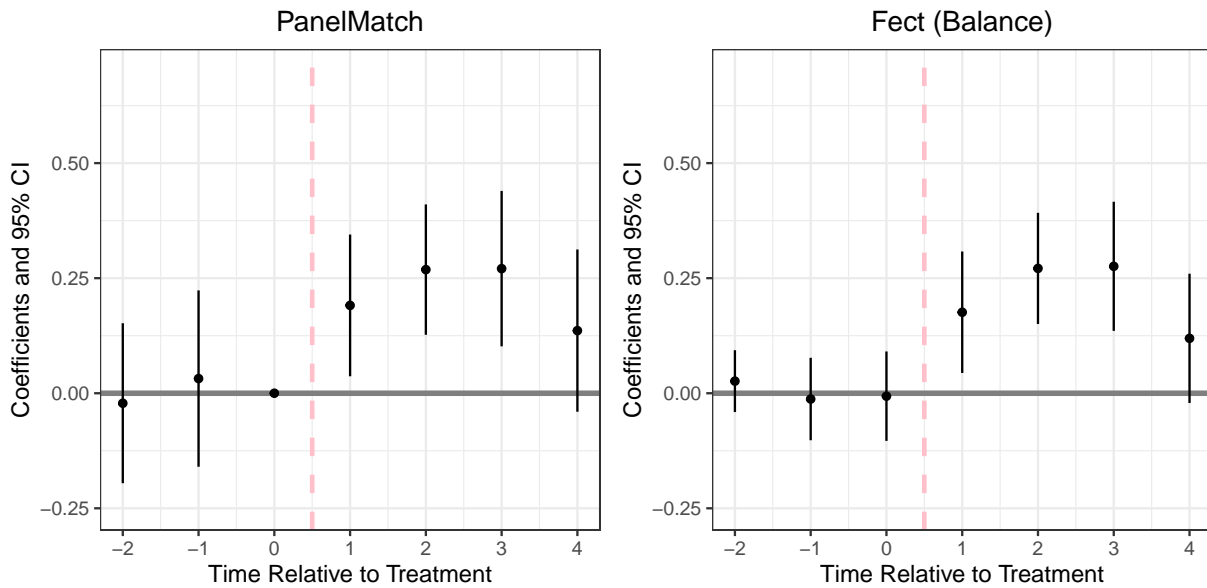 PanelMatch
Coefficients and 95% CI
0.50
0.25
0.00
−0.25
−2 −1 0 1 2 3 4
Time Relative to Treatment
Fect (Balance)
Coefficients and 95% CI
0.50
0.25
0.00
−0.25
−2 −1 0 1 2 3 4
Time Relative to Treatment